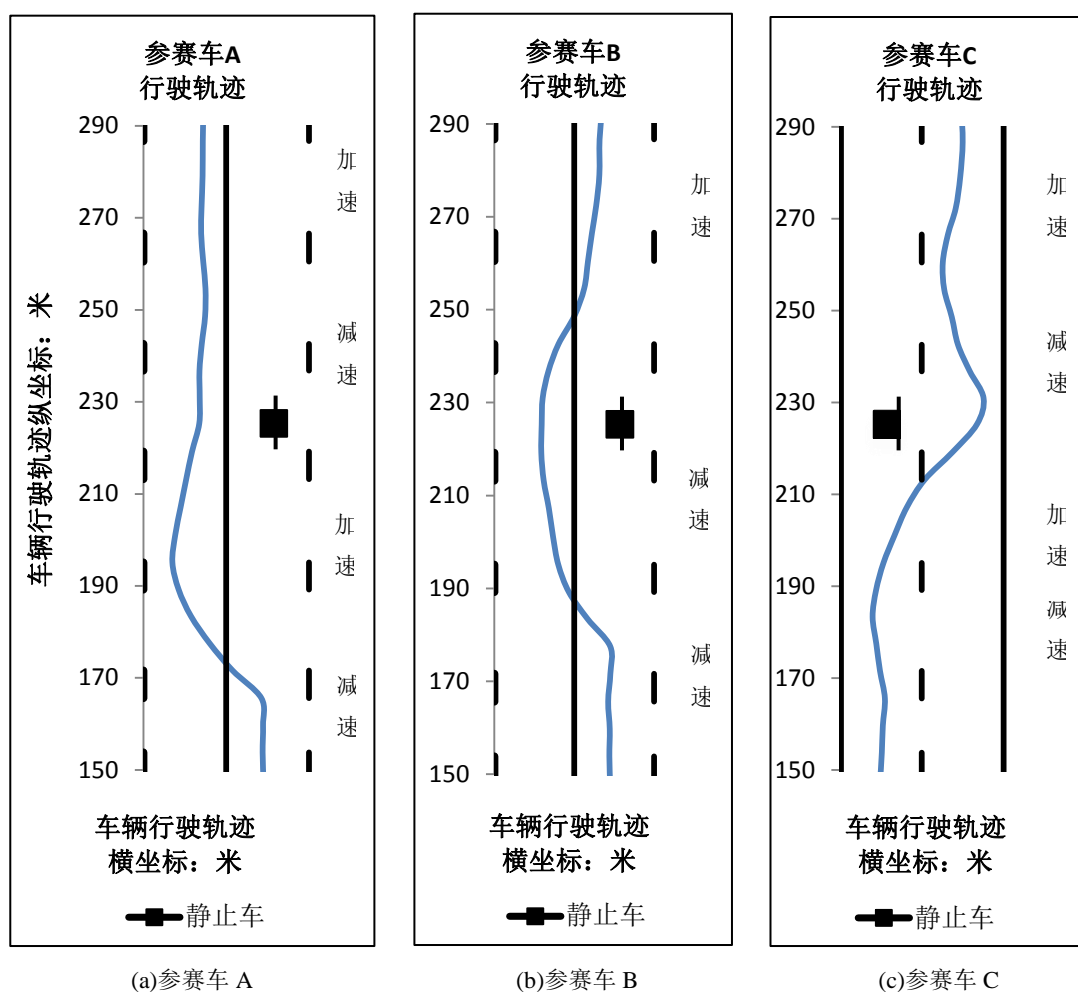 参赛车A
行驶轨迹
290
270
250
230
210
190
170
150
车辆行驶轨迹纵坐标：米
加
速
减
速
加
速
减
速
车辆行驶轨迹
横坐标：米
静止车
(a)参赛车 A
参赛车B
行驶轨迹
290
270
250
230
210
190
170
150
加
速
减
速
减
速
车辆行驶轨迹
横坐标：米
静止车
(b)参赛车 B
参赛车C
行驶轨迹
290
270
250
230
210
190
170
150
加
速
减
速
加
速
减
速
车辆行驶轨迹
横坐标：米
静止车
(c)参赛车 C